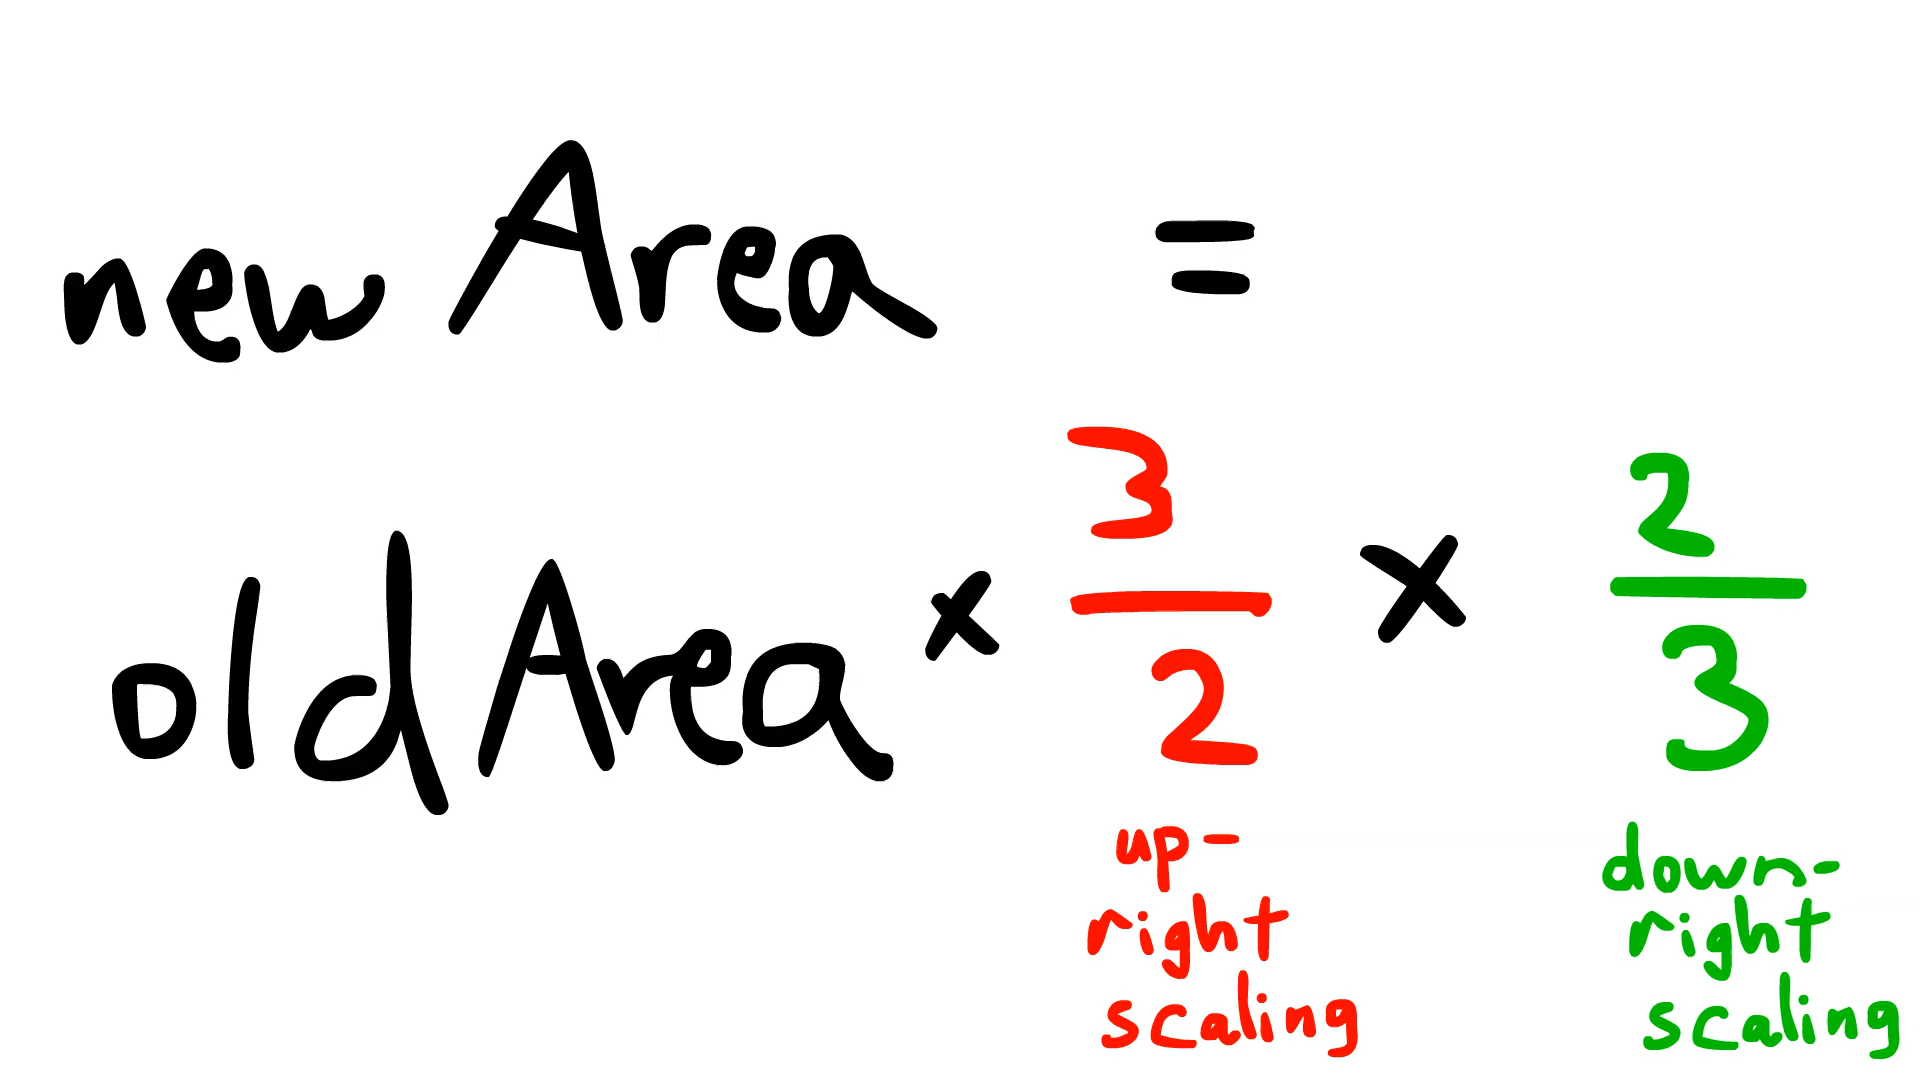 new Area =
old Area × 3/2 × 2/3
up-
right
scaling
down-
right
scaling